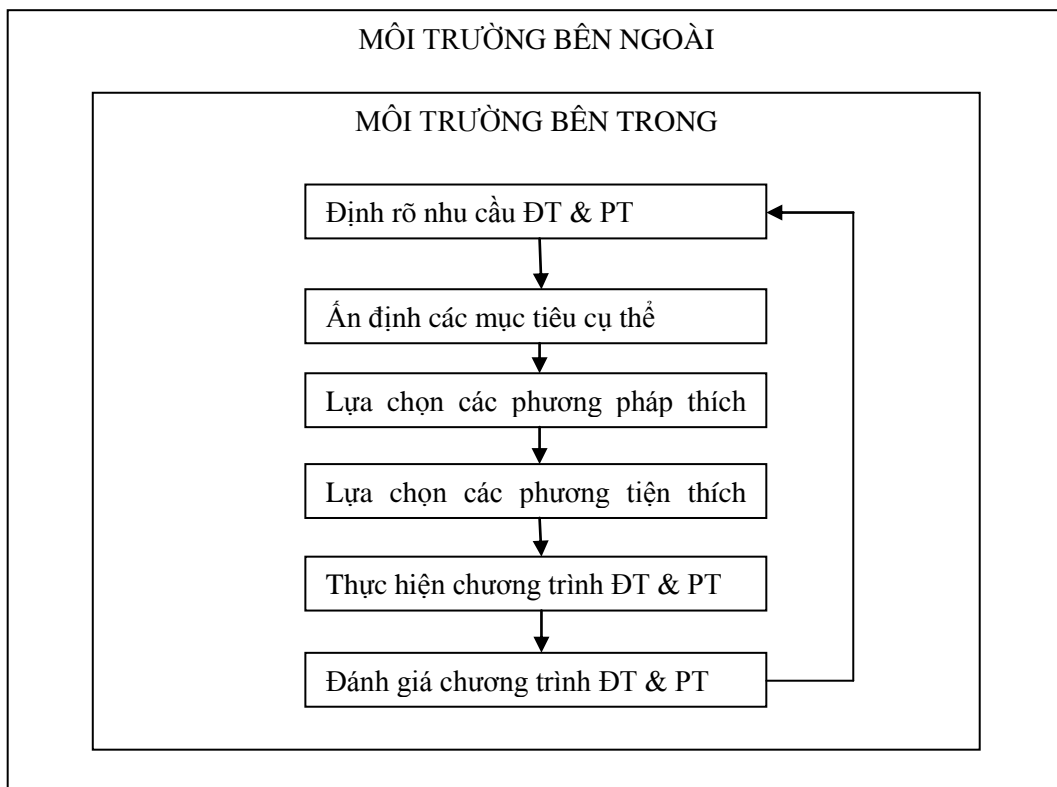 MÔI TRƯỜNG BÊN NGOÀI
MÔI TRƯỜNG BÊN TRONG
Định rõ nhu cầu ĐT & PT
Ấn định các mục tiêu cụ thể
Lựa chọn các phương pháp thích
Lựa chọn các phương tiện thích
Thực hiện chương trình ĐT & PT
Đánh giá chương trình ĐT & PT